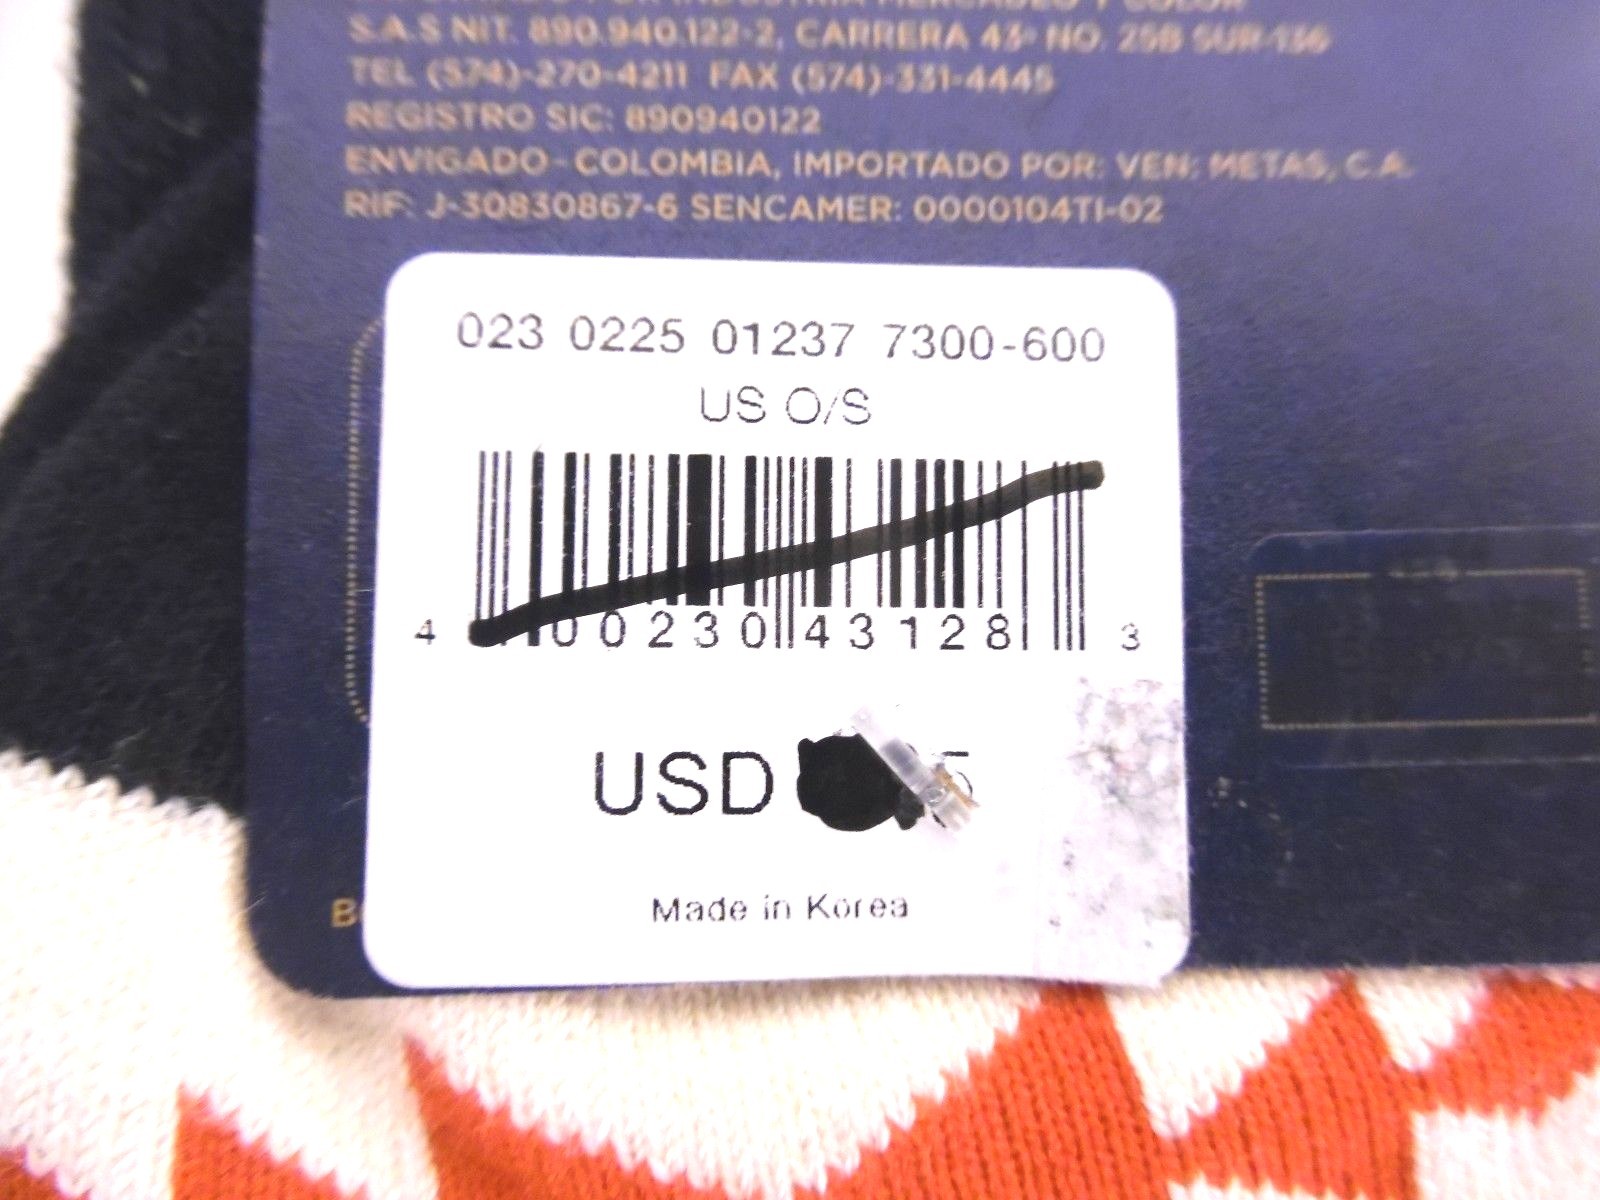 S.A.S NIT. 890.940.122-2, CARRERA 43ª NO. 25B SUR-136
TEL (574)-270-4211 FAX (574)-331-4445
REGISTRO SIC: 890940122
ENVIGADO-COLOMBIA, IMPORTADO POR: VEN: METAS, C.A.
RIF: J-30830867-6 SENCAMER: 0000104TI-02
023 0225 01237 7300-600
US O/S
4 00230 43128 3
USD
Made in Korea